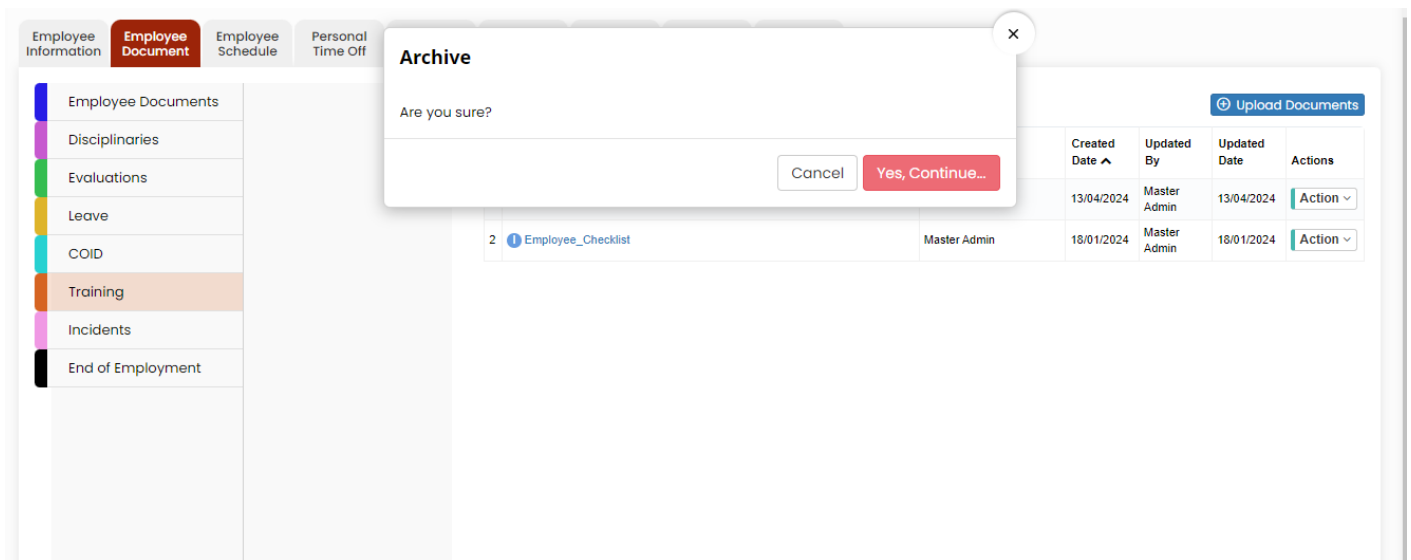 Employee
Information
Employee
Document
Employee
Schedule
Personal
Time Off
Archive
Are you sure?
Cancel
Yes, Continue...
Employee Documents
Disciplinaries
Evaluations
Leave
COID
Training
Incidents
End of Employment
Upload Documents
Created
Date
Updated
By
Updated
Date
Actions
13/04/2024
Master
Admin
13/04/2024
Action
2
I
Employee_Checklist
Master Admin
18/01/2024
Master
Admin
18/01/2024
Action